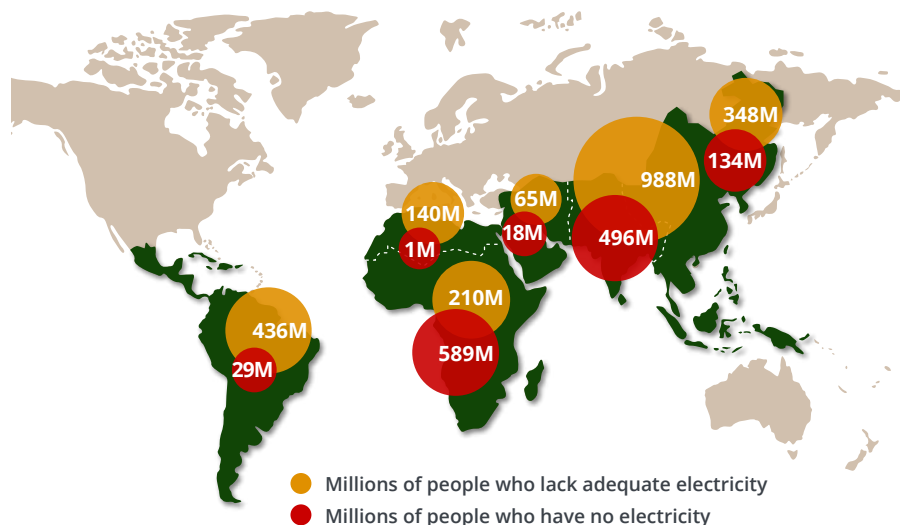 348M
134M
988M
65M
140M
18M
496M
1M
210M
436M
589M
29M
Millions of people who lack adequate electricity
Millions of people who have no electricity